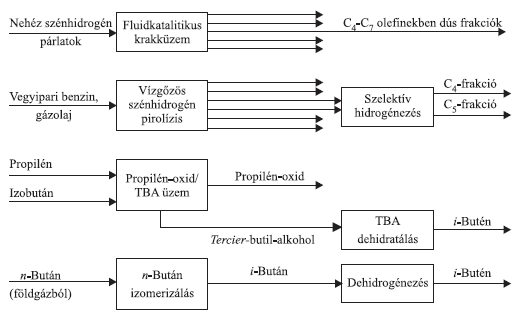 Nehéz szénhidrogén
párlatok
Fluidkatalitikus
krakküzem
C4-C7 olefinekben dús frakciók
Vegyipari benzin,
gázolaj
Vízgőzös
szénhidrogén
pirolízis
Szelektív
hidrogénezés
C4-frakció
C5-frakció
Propilén
Izobután
Propilén-oxid/
TBA üzem
Propilén-oxid
Tercier-butil-alkohol
TBA
dehidratálás
i-Butén
n-Bután
(földgázból)
n-Bután
izomerizálás
i-Bután
Dehidrogénezés
i-Butén